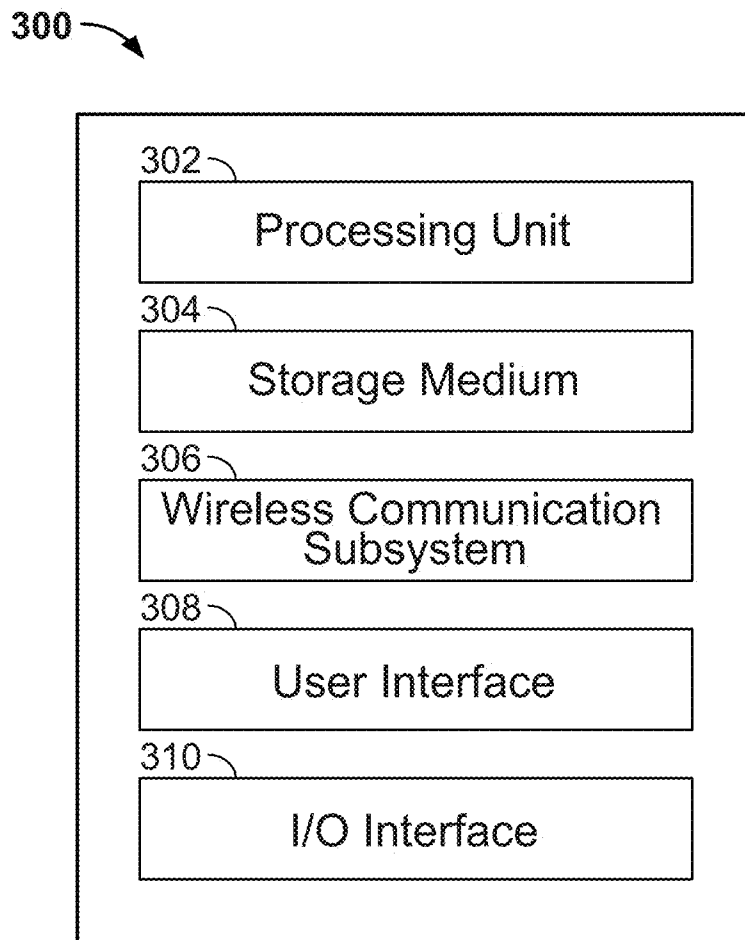 300
302
Processing Unit
304
Storage Medium
306
Wireless Communication
Subsystem
308
User Interface
310
I/O Interface